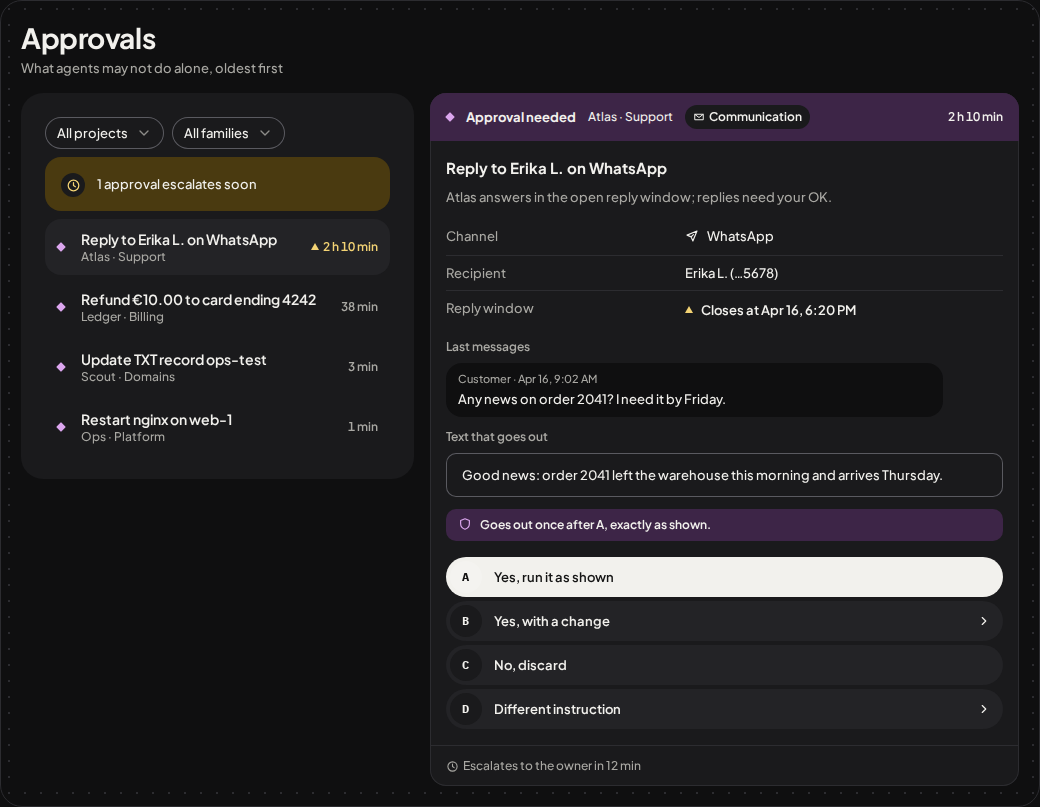 Approvals
What agents may not do alone, oldest first
All projects
All families
1 approval escalates soon
Reply to Erika L. on WhatsApp
2 h 10 min
Atlas · Support
Refund €10.00 to card ending 4242
38 min
Ledger · Billing
Update TXT record ops-test
3 min
Scout · Domains
Restart nginx on web-1
1 min
Ops · Platform
Approval needed
Atlas · Support
Communication
2 h 10 min
Reply to Erika L. on WhatsApp
Atlas answers in the open reply window; replies need your OK.
Channel
WhatsApp
Recipient
Erika L. (…5678)
Reply window
Closes at Apr 16, 6:20 PM
Last messages
Customer · Apr 16, 9:02 AM
Any news on order 2041? I need it by Friday.
Text that goes out
Good news: order 2041 left the warehouse this morning and arrives Thursday.
Goes out once after A, exactly as shown.
A Yes, run it as shown
B Yes, with a change
C No, discard
D Different instruction
Escalates to the owner in 12 min